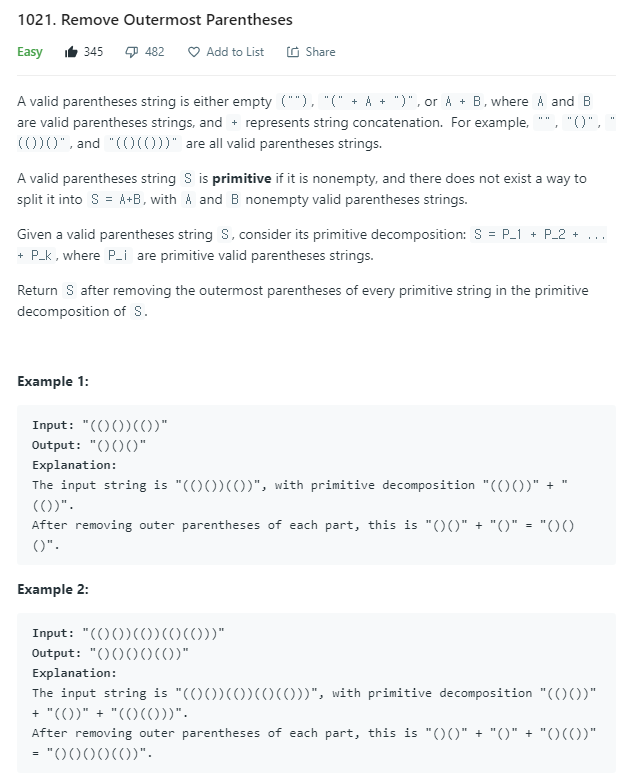 1021. Remove Outermost Parentheses
Easy 345 482 Add to List Share
A valid parentheses string is either empty (""), "(" + A + ")", or A + B, where A and B
are valid parentheses strings, and + represents string concatenation. For example, "", "()", "
(())()", and "(()(()))" are all valid parentheses strings.
A valid parentheses string S is primitive if it is nonempty, and there does not exist a way to
split it into S = A+B, with A and B nonempty valid parentheses strings.
Given a valid parentheses string S, consider its primitive decomposition: S = P_1 + P_2 + ...
+ P_k, where P_i are primitive valid parentheses strings.
Return S after removing the outermost parentheses of every primitive string in the primitive
decomposition of S.
Example 1:
Input: "(()())(())"
Output: "()()()"
Explanation:
The input string is "(()())(())", with primitive decomposition "(()())" + "
(())".
After removing outer parentheses of each part, this is "()()" + "()" = "()()
()".
Example 2:
Input: "(()())(())(()(()))"
Output: "()()()()(())"
Explanation:
The input string is "(()())(())(()(()))", with primitive decomposition "(()())"
+ "(())" + "(()(()))".
After removing outer parentheses of each part, this is "()()" + "()" + "()(())"
= "()()()()(())".